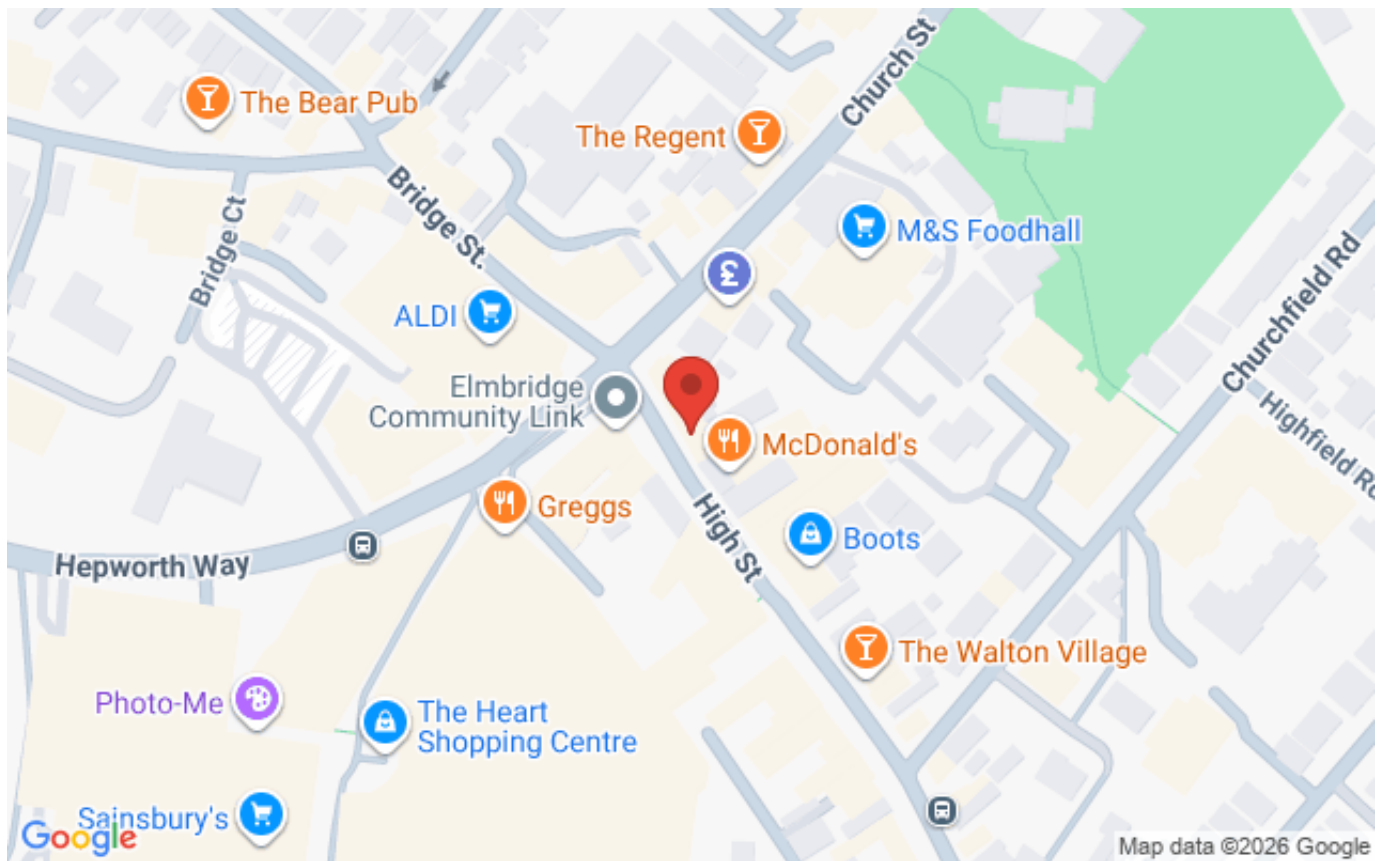 Church St
The Bear Pub
The Regent
Bridge St.
Bridge Ct
M&S Foodhall
£
Churchfield Rd
ALDI
Elmbridge
Community Link
Highfield Rd
McDonald's
Greggs
High St
Boots
Hepworth Way
The Walton Village
Photo-Me
The Heart
Shopping Centre
Sainsbury's
Google
Map data ©2026 Google